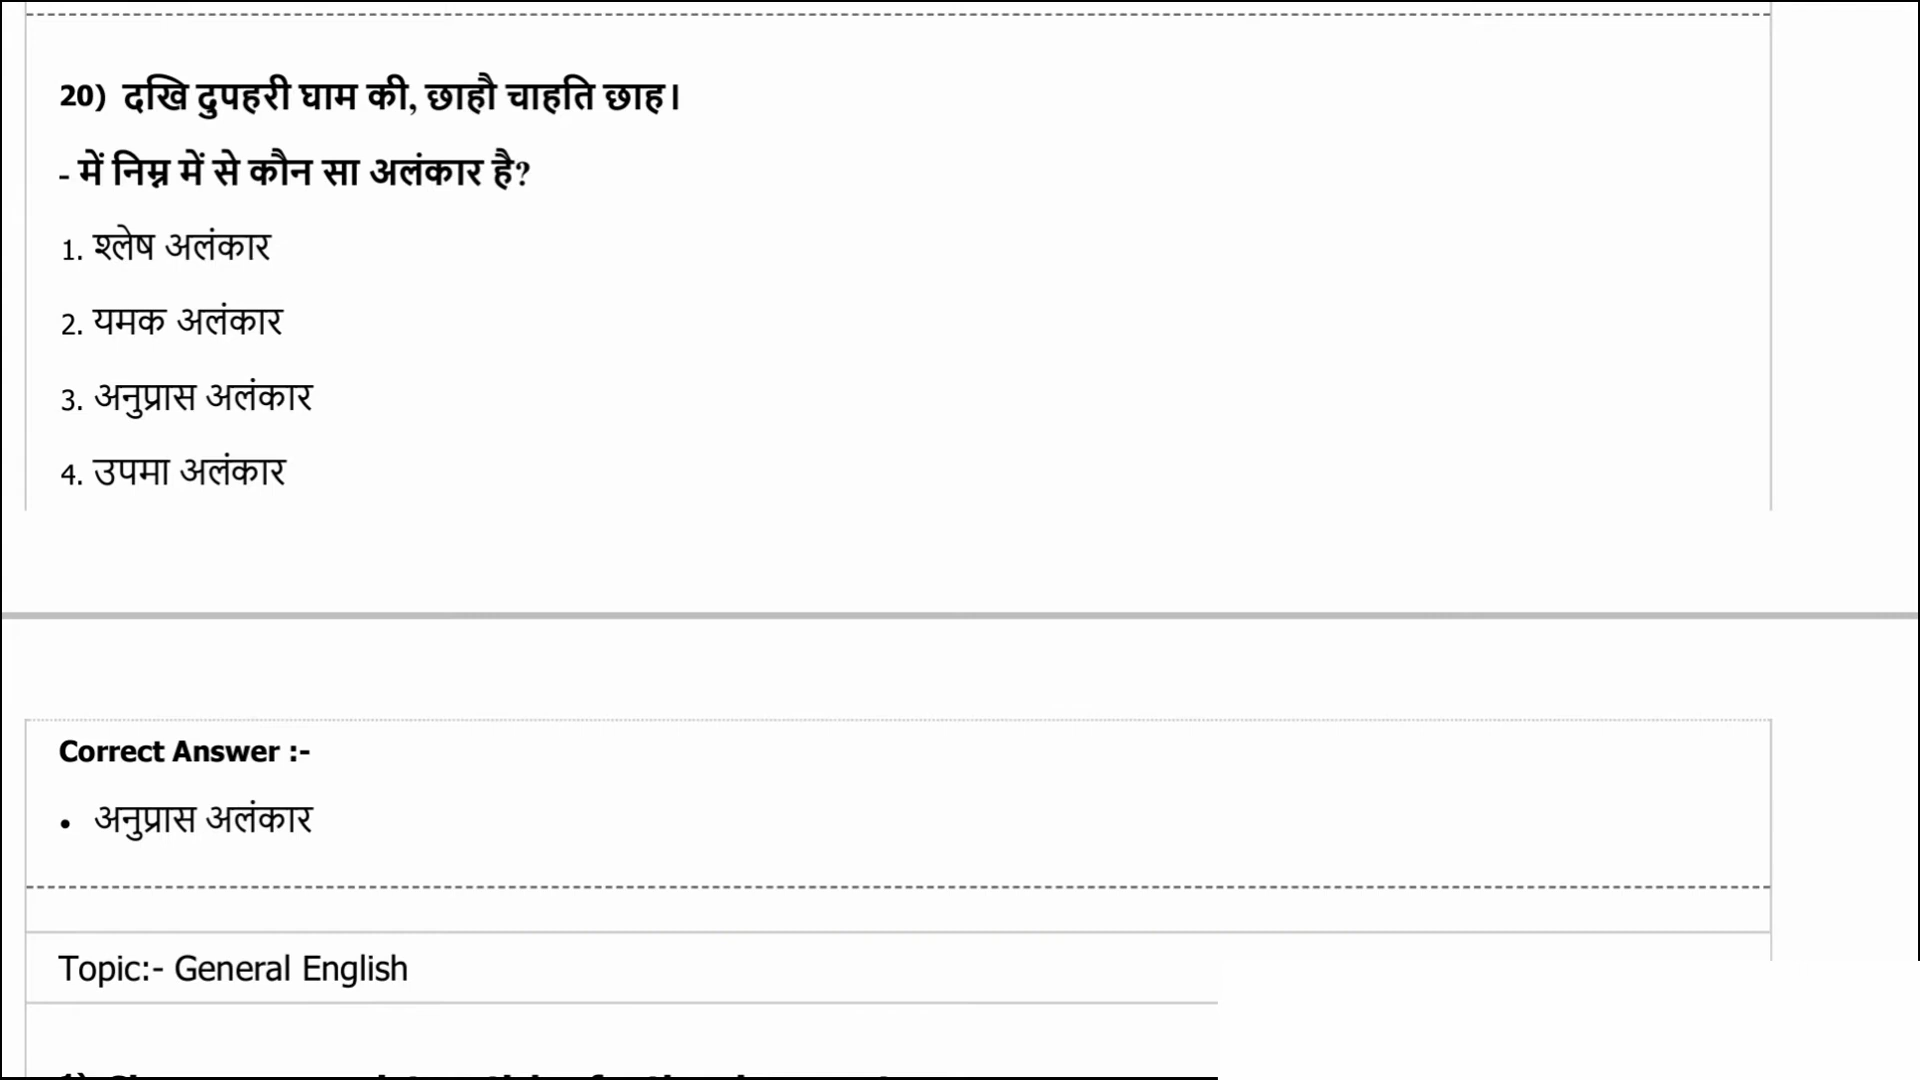 20) दखि दुपहरी घाम की, छाहौ चाहति छाह।
- में निम्न में से कौन सा अलंकार है?
1. श्लेष अलंकार
2. यमक अलंकार
3. अनुप्रास अलंकार
4. उपमा अलंकार
Correct Answer :-
• अनुप्रास अलंकार
Topic:- General English